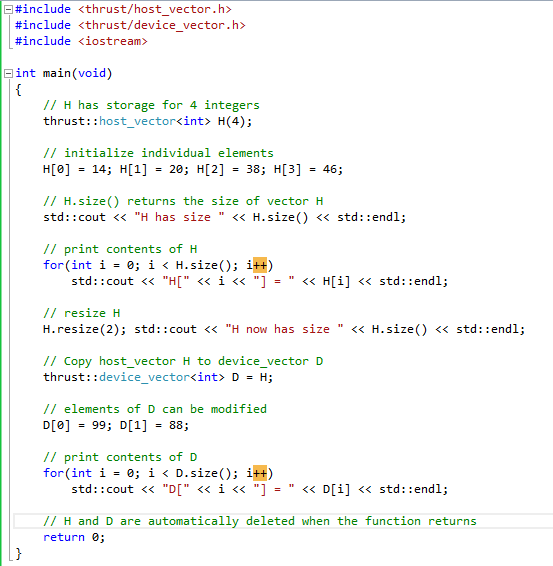 #include <thrust/host_vector.h>
#include <thrust/device_vector.h>
#include <iostream>

int main(void)
{
    // H has storage for 4 integers
    thrust::host_vector<int> H(4);

    // initialize individual elements
    H[0] = 14; H[1] = 20; H[2] = 38; H[3] = 46;

    // H.size() returns the size of vector H
    std::cout << "H has size " << H.size() << std::endl;

    // print contents of H
    for(int i = 0; i < H.size(); i++)
        std::cout << "H[" << i << "] = " << H[i] << std::endl;

    // resize H
    H.resize(2); std::cout << "H now has size " << H.size() << std::endl;

    // Copy host_vector H to device_vector D
    thrust::device_vector<int> D = H;

    // elements of D can be modified
    D[0] = 99; D[1] = 88;

    // print contents of D
    for(int i = 0; i < D.size(); i++)
        std::cout << "D[" << i << "] = " << D[i] << std::endl;

    // H and D are automatically deleted when the function returns
    return 0;
}